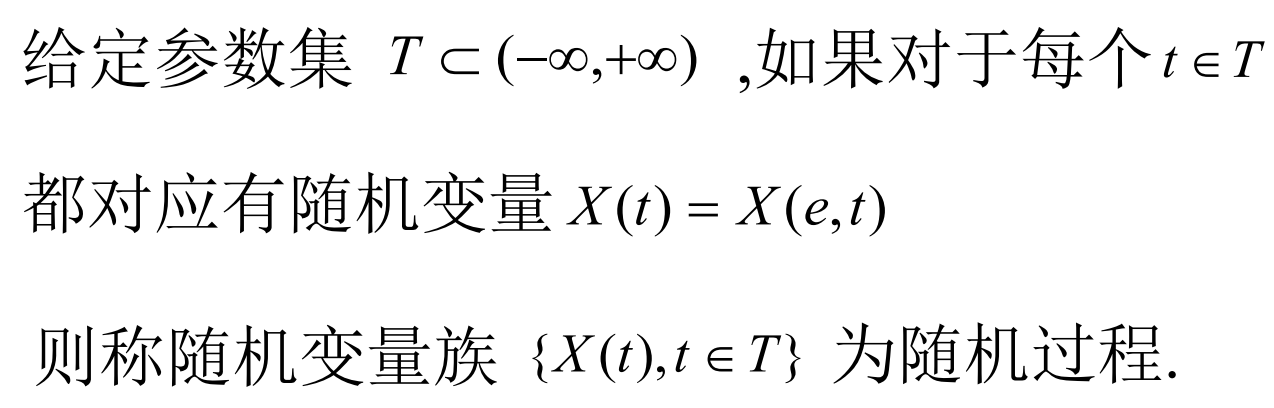 给定参数集 T ⊂ (−∞,+∞) ,如果对于每个 t ∈ T
都对应有随机变量 X(t) = X(e,t)
则称随机变量族 {X(t),t ∈ T} 为随机过程.